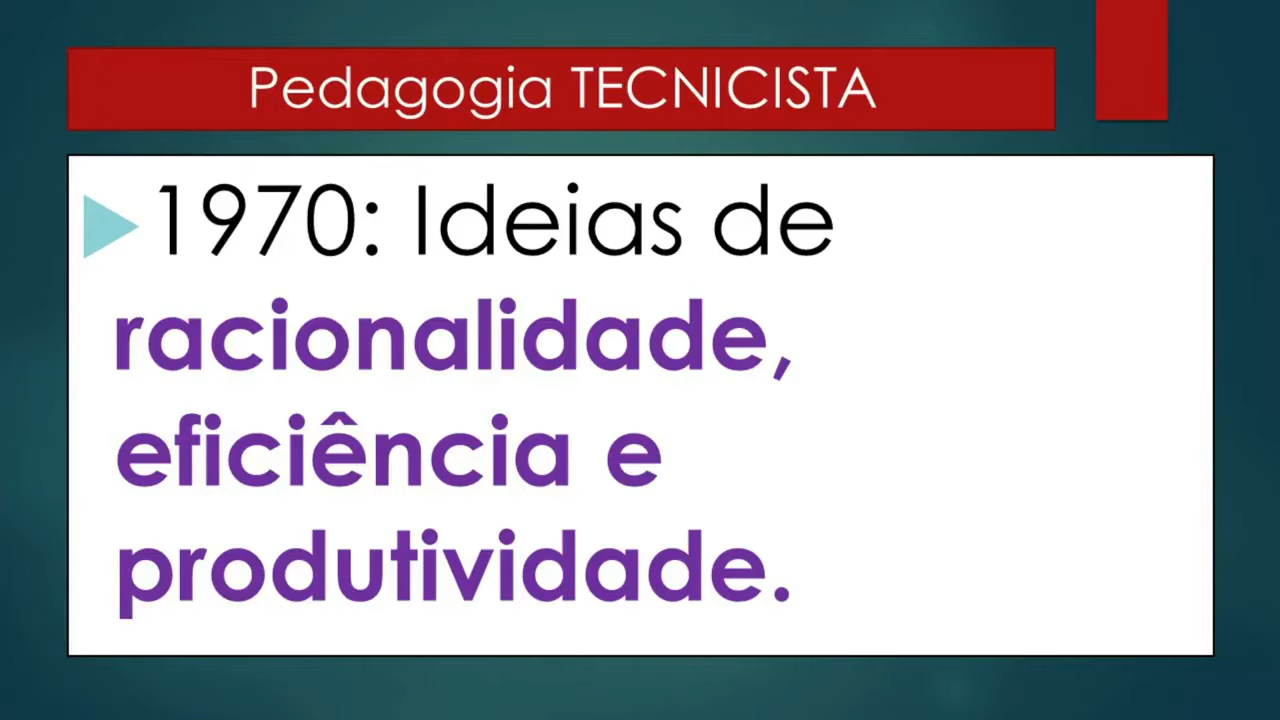 Pedagogia TECNICISTA
1970: Ideias de
racionalidade,
eficiência e
produtividade.